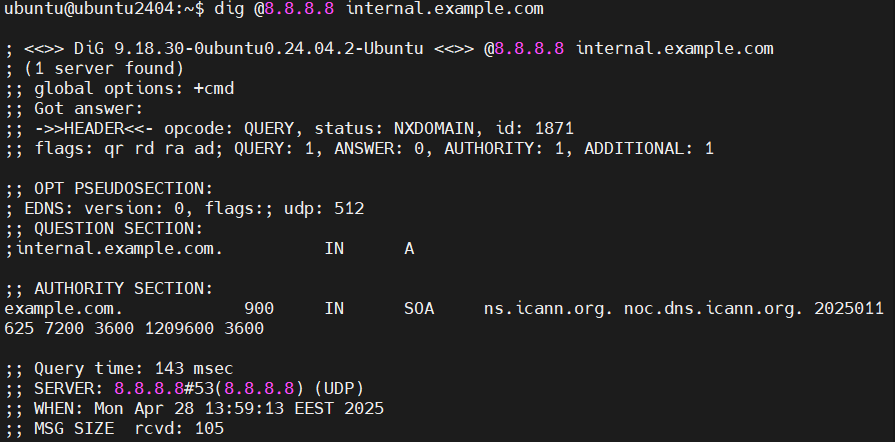 ubuntu@ubuntu2404:~$ dig @8.8.8.8 internal.example.com
; <<>> DiG 9.18.30-0ubuntu0.24.04.2-Ubuntu <<>> @8.8.8.8 internal.example.com
; (1 server found)
;; global options: +cmd
;; Got answer:
;; ->>HEADER<<- opcode: QUERY, status: NXDOMAIN, id: 1871
;; flags: qr rd ra ad; QUERY: 1, ANSWER: 0, AUTHORITY: 1, ADDITIONAL: 1
;; OPT PSEUDOSECTION:
; EDNS: version: 0, flags:; udp: 512
;; QUESTION SECTION:
;internal.example.com. IN A
;; AUTHORITY SECTION:
example.com. 900 IN SOA ns.icann.org. noc.dns.icann.org. 2025011
625 7200 3600 1209600 3600
;; Query time: 143 msec
;; SERVER: 8.8.8.8#53(8.8.8.8) (UDP)
;; WHEN: Mon Apr 28 13:59:13 EEST 2025
;; MSG SIZE rcvd: 105